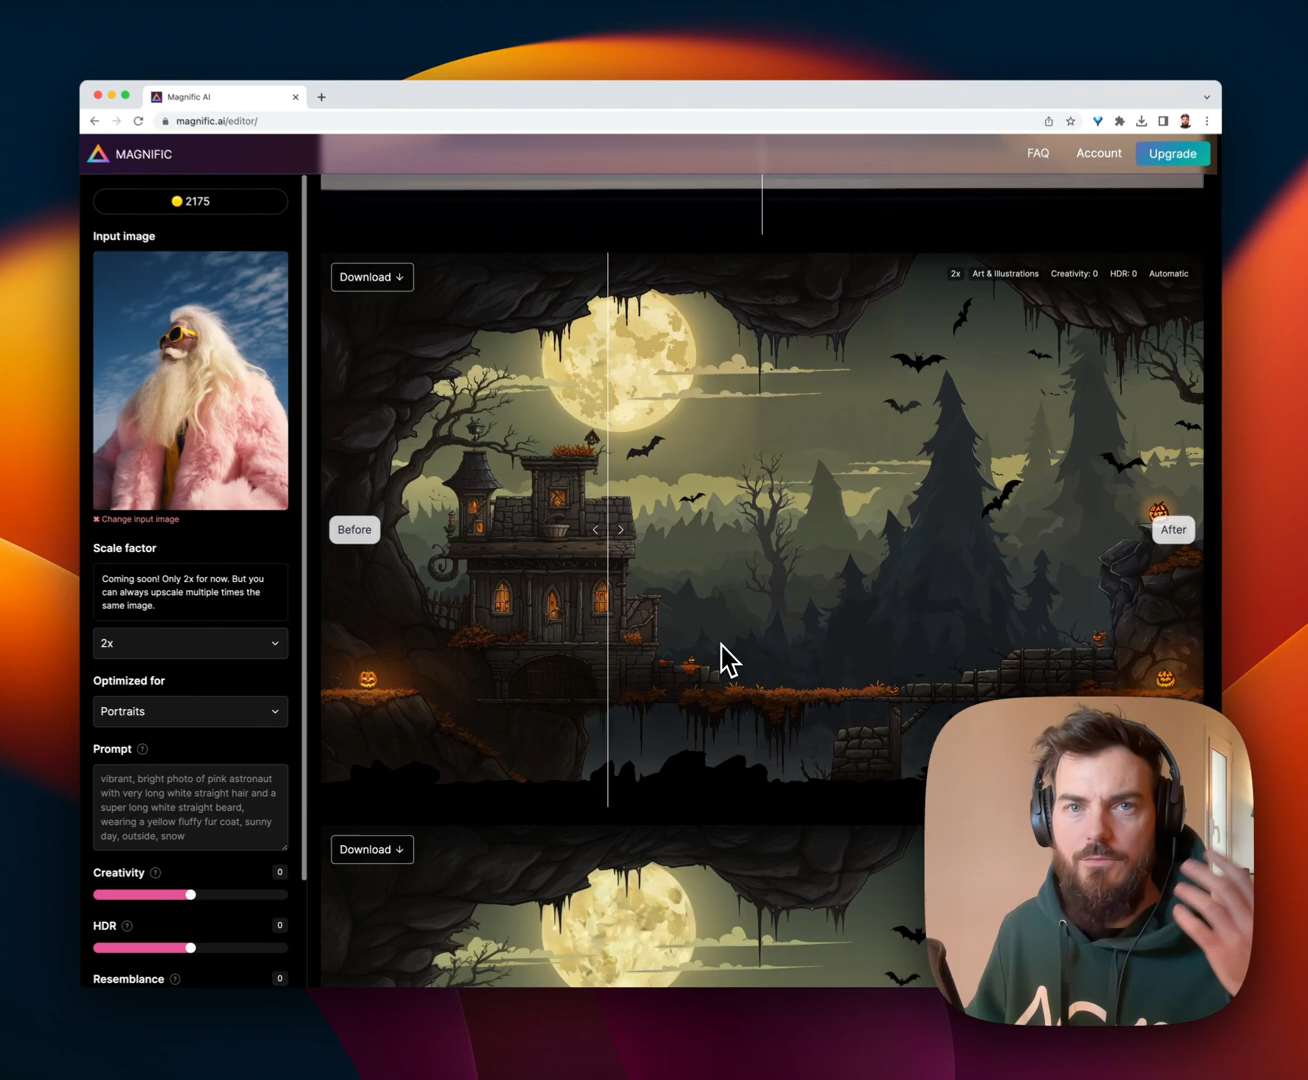 Magnific AI
magnific.ai/editor/
MAGNIFIC
FAQ
Account
Upgrade
2175
Input image
Change input image
Scale factor
Coming soon! Only 2x for now. But you
can always upscale multiple times the
same image.
2x
Optimized for
Portraits
Prompt ?
vibrant, bright photo of pink astronaut
with very long white straight hair and a
super long white straight beard,
wearing a yellow fluffy fur coat, sunny
day, outside, snow
Creativity ? 0
HDR ? 0
Resemblance ? 0
Download ↓
2x Art & Illustrations Creativity: 0 HDR: 0 Automatic
Before
After
Download ↓